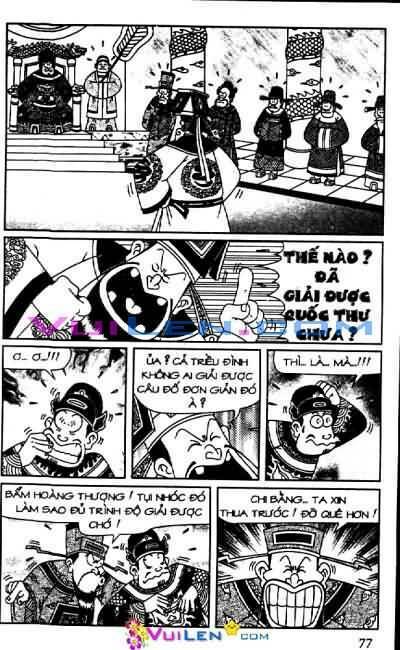 THẾ NÀO?
ĐÃ
GIẢI ĐƯỢC
QUỐC THƯ
CHƯA?
VUILEN.COM
Ơ... Ơ...!!!
ỦA? CẢ TRIỀU ĐÌNH
KHÔNG AI GIẢI ĐƯỢC
CÂU ĐỐ ĐƠN GIẢN ĐÓ
À?
THÌ... LÀ... MÀ...!!!
BẨM HOÀNG THƯỢNG! TỤI NHÓC ĐÓ
LÀM SAO ĐỦ TRÌNH ĐỘ GIẢI ĐƯỢC
CHỚ!
CHI BẰNG... TA XIN
THUA TRƯỚC! ĐỠ QUÊ HƠN!
VUILEN.COM
77